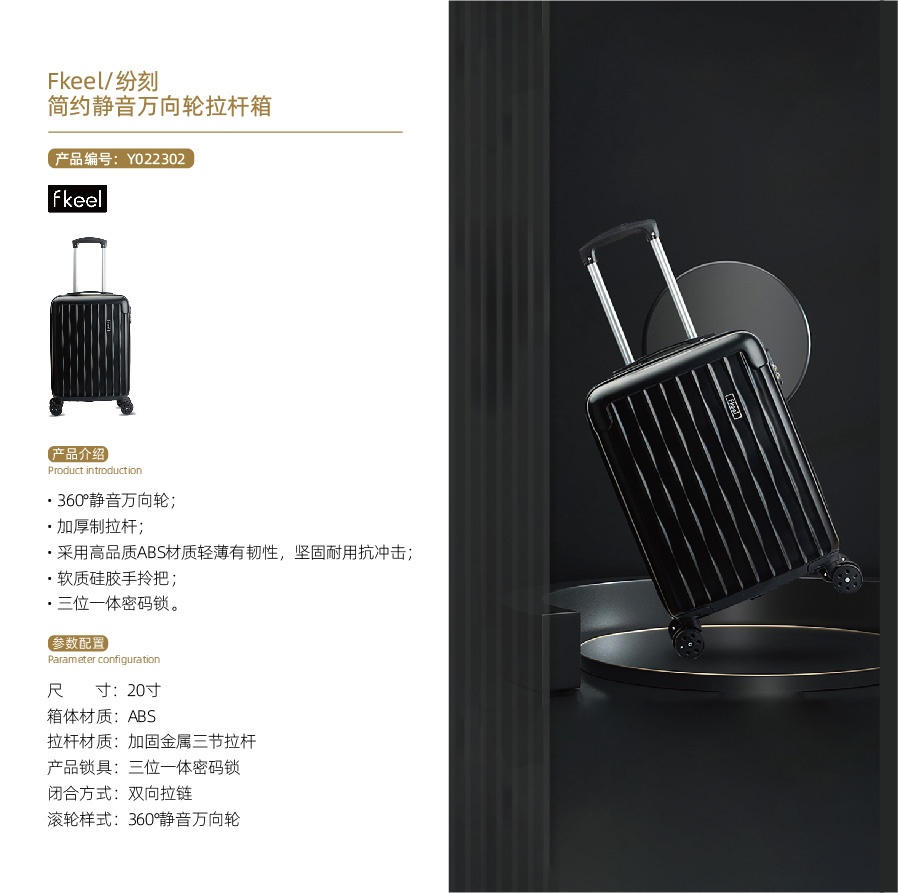 Fkeel/纷刻
简约静音万向轮拉杆箱
产品编号：Y022302
fkeel
产品介绍
Product introduction
• 360°静音万向轮；
• 加厚制拉杆；
• 采用高品质ABS材质轻薄有韧性，坚固耐用抗冲击；
• 软质硅胶手拎把；
• 三位一体密码锁。
参数配置
Parameter configuration
尺 寸：20寸
箱体材质：ABS
拉杆材质：加固金属三节拉杆
产品锁具：三位一体密码锁
闭合方式：双向拉链
滚轮样式：360°静音万向轮
fkeel